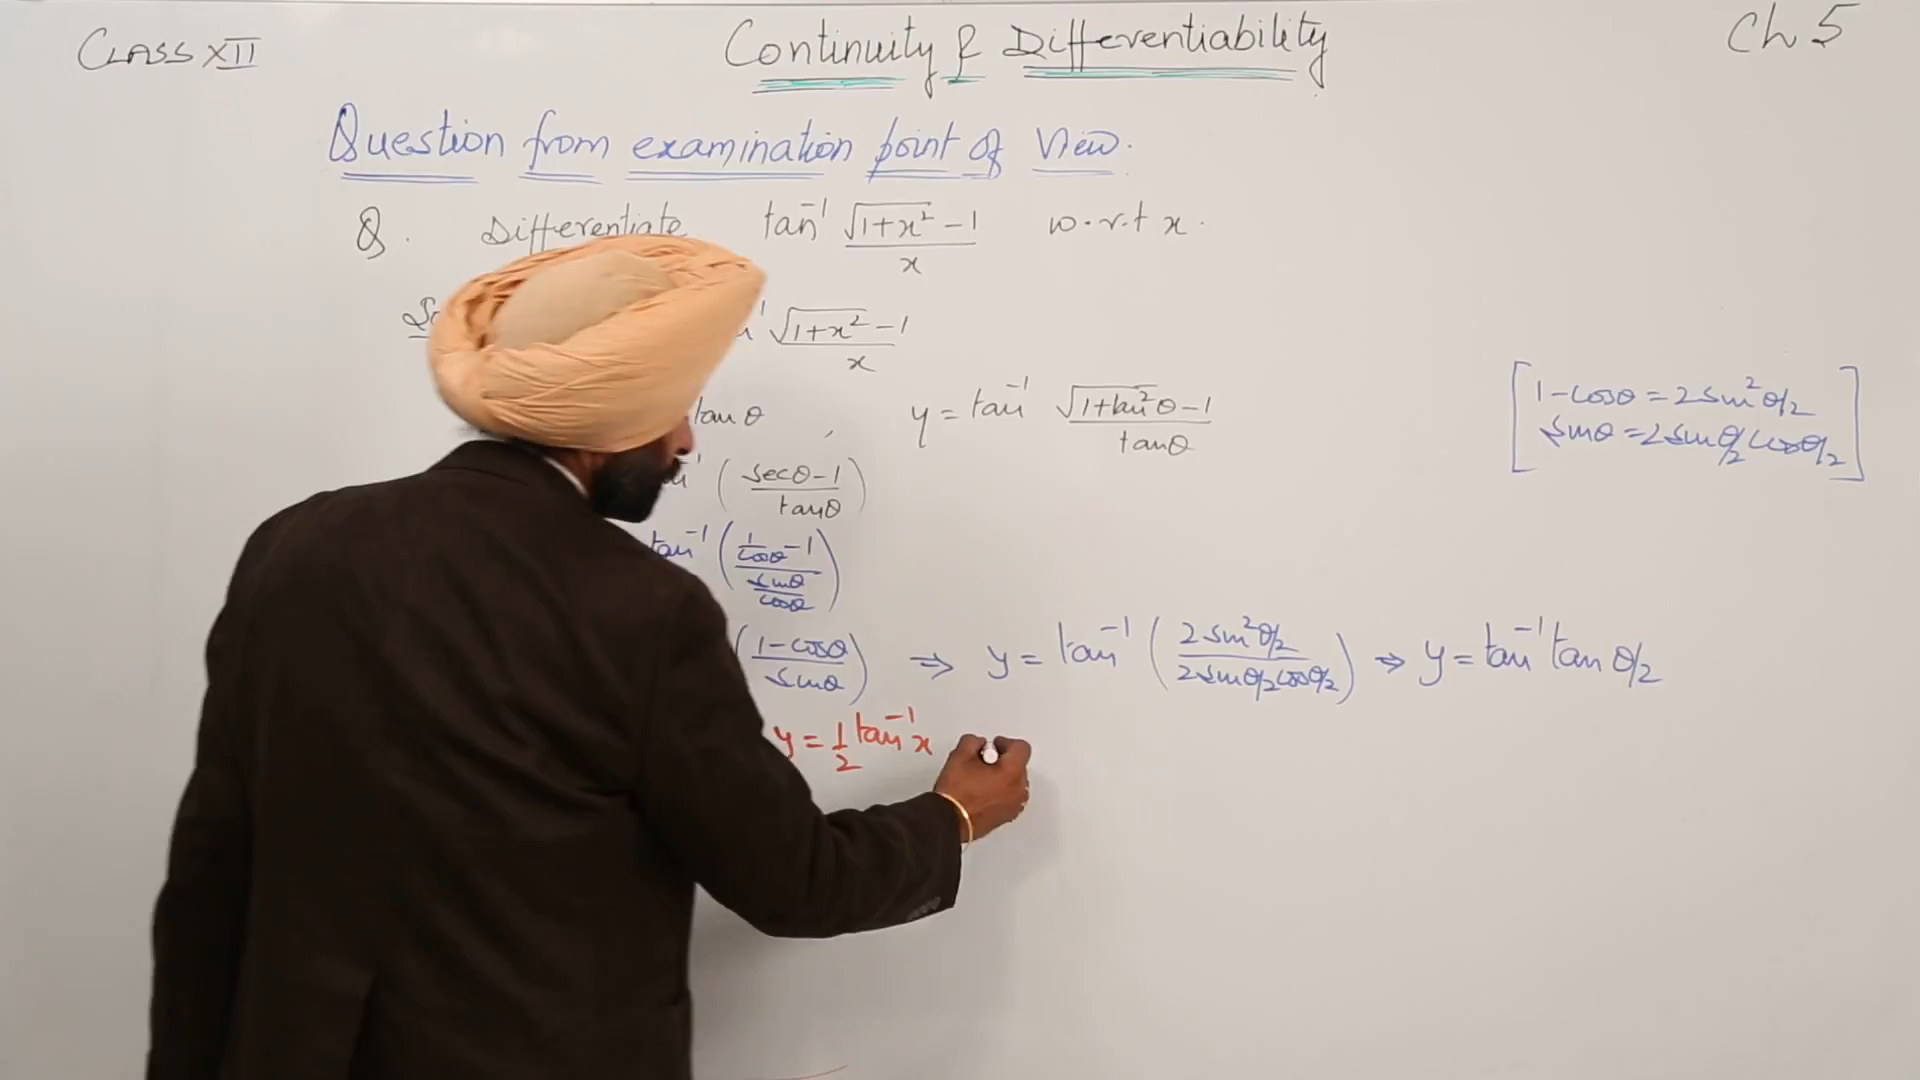 CLASS XII
Continuity & Differentiability
Ch 5
Question from examination point of View.
Q. Differentiate tan⁻¹ (√(1+x²) - 1)/x w.r.t x.
√(1+x²) - 1 / x
tanθ , y = tan⁻¹ (√(1+tan²θ) - 1)/tanθ
[1-cosθ = 2sin²θ/2
sinθ = 2sinθ/2 cosθ/2]
(secθ-1 / tanθ)
tan⁻¹ ((1/cosθ - 1) / (sinθ/cosθ))
(1-cosθ / sinθ) ⇒ y = tan⁻¹ (2sin²θ/2 / 2sinθ/2 cosθ/2) ⇒ y = tan⁻¹ tan θ/2
y = 1/2 tan⁻¹ x